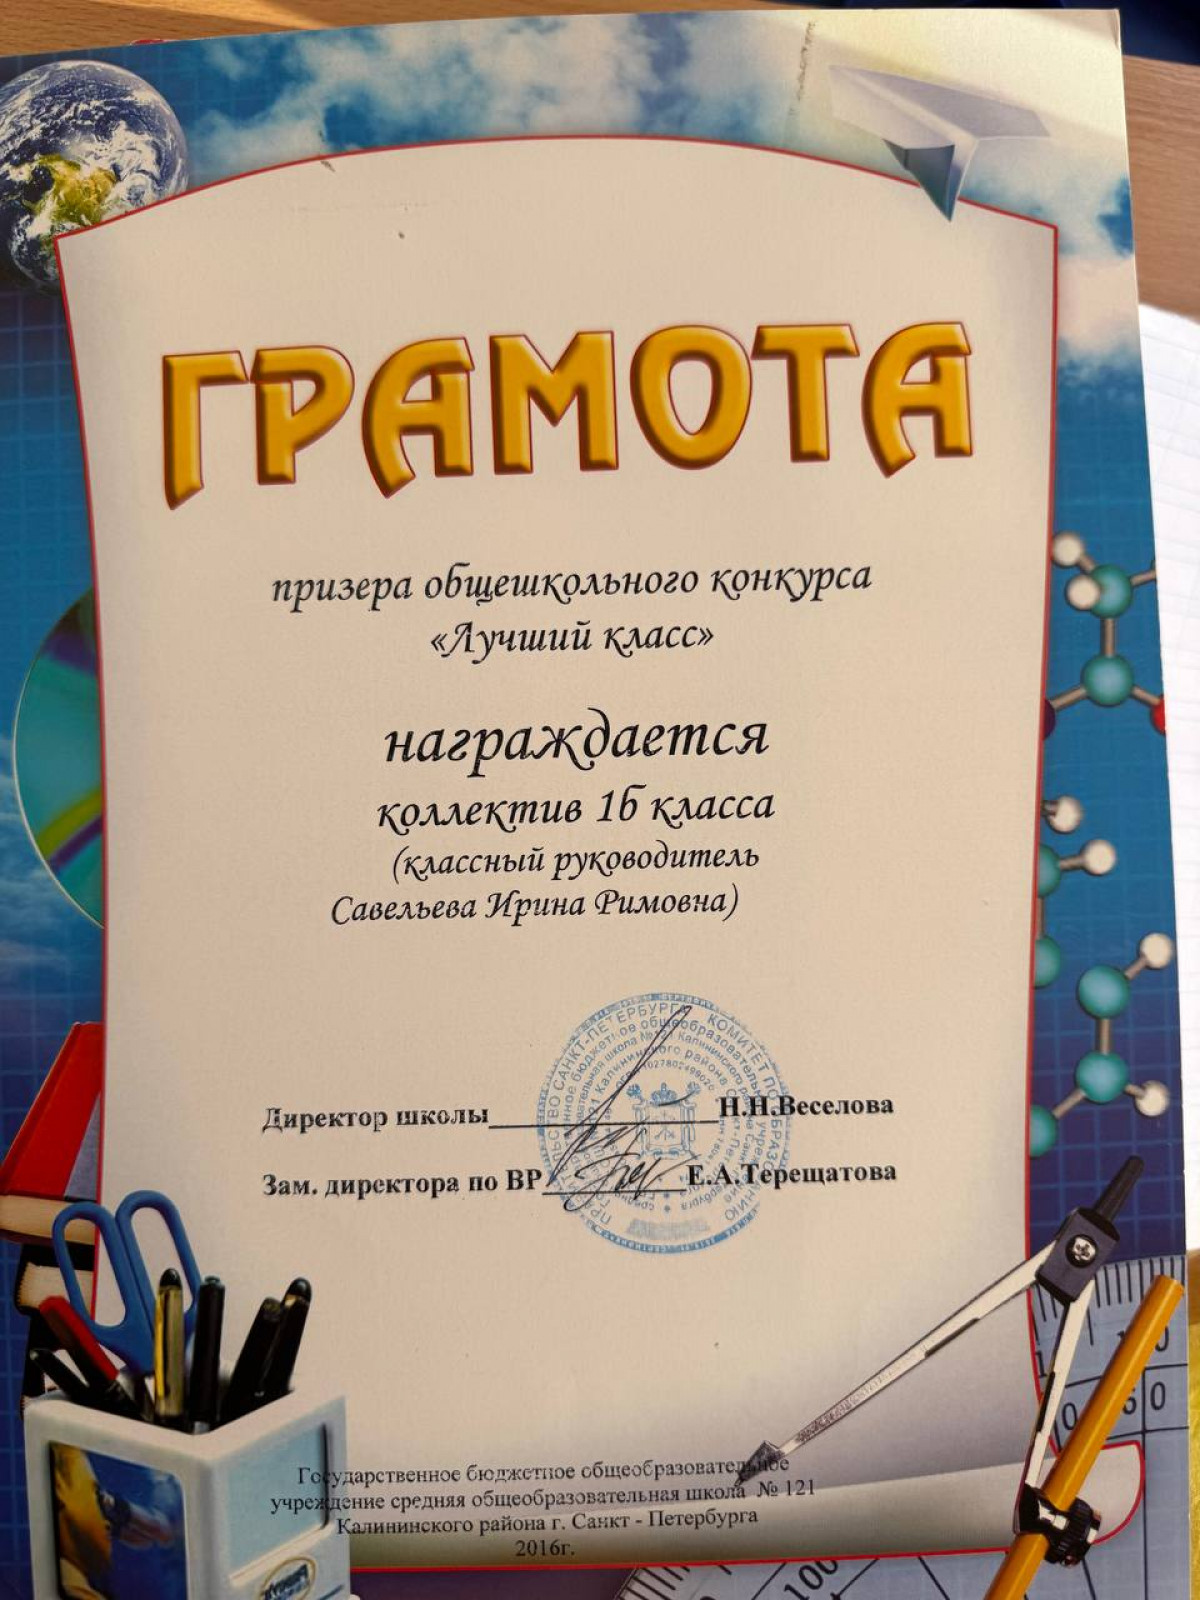 ГРАМОТА
призера общешкольного конкурса
«Лучший класс»
награждается
коллектив 1б класса
(классный руководитель
Савельева Ирина Римовна)
Директор школы Н.Н.Веселова
Зам. директора по ВР Е.А.Терещатова
Государственное бюджетное общеобразовательное
учреждение средняя общеобразовательная школа № 121
Калининского района г. Санкт - Петербурга
2016г.